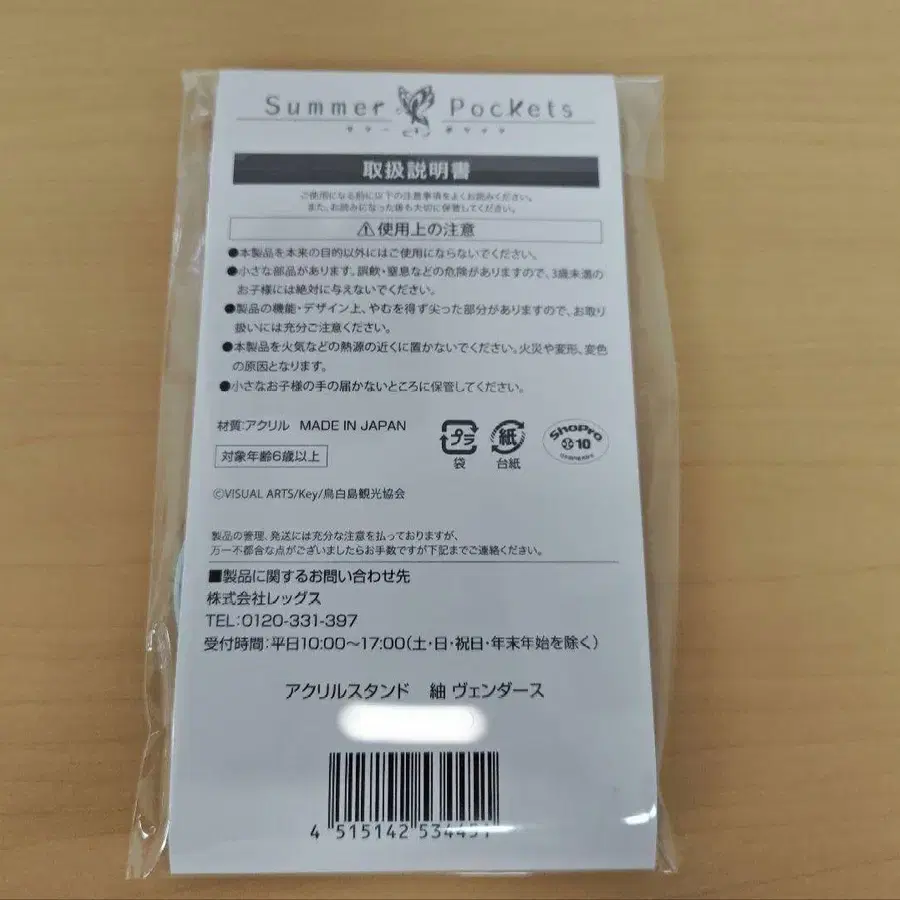 Summer Pockets
サマー ポケッツ
取扱説明書
ご使用になる前に以下の注意事項をよくお読みください。
また、お読みになった後も大切に保管してください。
⚠使用上の注意
●本製品を本来の目的以外にはご使用にならないでください。
●小さな部品があります。誤飲・窒息などの危険がありますので、3歳未満の
お子様には絶対に与えないでください。
●製品の機能・デザイン上、やむを得ず尖った部分がありますので、お取り
扱いには充分ご注意ください。
●本製品を火気などの熱源の近くに置かないでください。火災や変形、変色
の原因となります。
●小さなお子様の手の届かないところに保管してください。
材質:アクリル MADE IN JAPAN
プラ
袋
紙
台紙
ShoPro
10
対象年齢6歳以上
©VISUAL ARTS/Key/鳥白島観光協会
製品の管理、発送には充分な注意を払っておりますが、
万一不都合な点がございましたらお手数ですが下記までご連絡ください。
■製品に関するお問い合わせ先
株式会社レッグス
TEL:0120-331-397
受付時間:平日10:00～17:00(土・日・祝日・年末年始を除く)
アクリルスタンド 紬 ヴェンダース
4 515142 534451